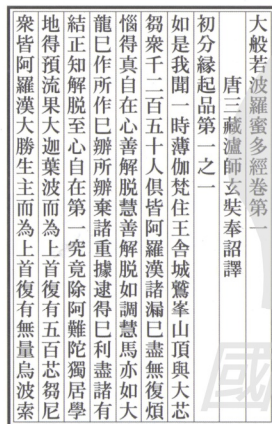 大般若波羅蜜多經卷第一
唐三藏濾師玄奘奉詔譯
初分緣起品第一之一
如是我聞一時薄伽梵住王舍城鷲峯山頂與大苾
芻衆千二百五十人俱皆阿羅漢諸漏已盡無復煩
惱得真自在心善解脱慧善解脱如調慧馬亦如大
龍已作所作已辦所辦棄諸重擔逮得已利盡諸有
結正知解脱至心自在第一究竟除阿難陀獨居學
地得預流果大迦葉波而為上首復有五百苾芻尼
衆皆阿羅漢大勝生主而為上首復有無量鄔波索
國